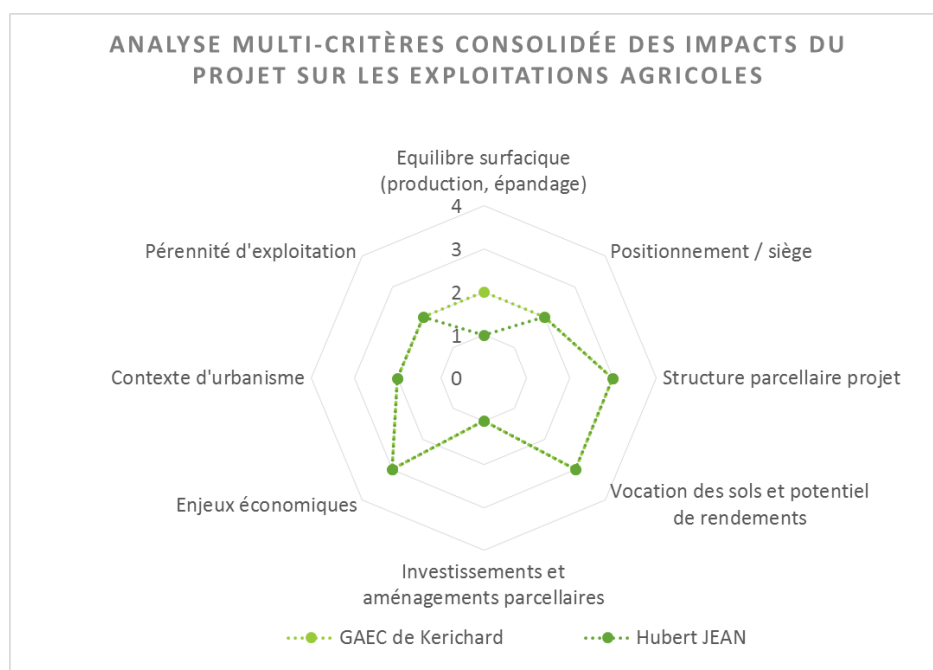 ANALYSE MULTI-CRITÈRES CONSOLIDÉE DES IMPACTS DU
PROJET SUR LES EXPLOITATIONS AGRICOLES
Equilibre surfacique
(production, épandage)
4
3
2
1
0
Positionnement / siège
Structure parcellaire projet
Vocation des sols et potentiel
de rendements
Investissements et
aménagements parcellaires
Enjeux économiques
Contexte d'urbanisme
Pérennité d'exploitation
GAEC de Kerichard
Hubert JEAN